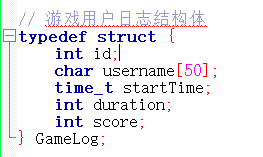 // 游戏用户日志结构体
typedef struct {
    int id;
    char username[50];
    time_t startTime;
    int duration;
    int score;
} GameLog;